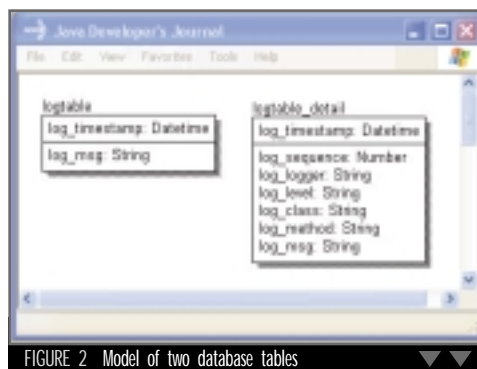 Java Developer's Journal
File Edit View Favorites Tools Help
logtable
log_timestamp: Datetime
log_msg: String
logtable_detail
log_timestamp: Datetime
log_sequence: Number
log_logger: String
log_level: String
log_class: String
log_method: String
log_msg: String
FIGURE 2 Model of two database tables